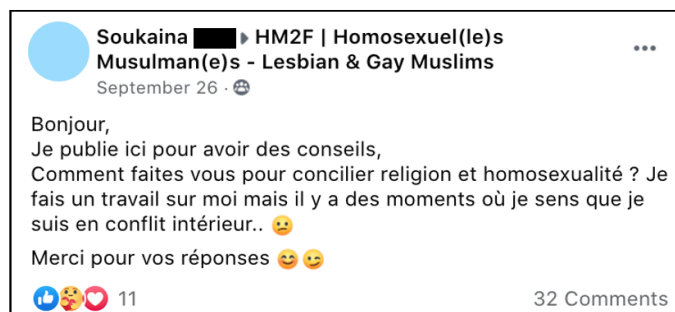 Soukaina ▸ HM2F | Homosexuel(le)s
Musulman(e)s - Lesbian & Gay Muslims
September 26 ·
Bonjour,
Je publie ici pour avoir des conseils,
Comment faites vous pour concilier religion et homosexualité ? Je
fais un travail sur moi mais il y a des moments où je sens que je
suis en conflit intérieur.. 😕
Merci pour vos réponses 😊 😉
11
32 Comments